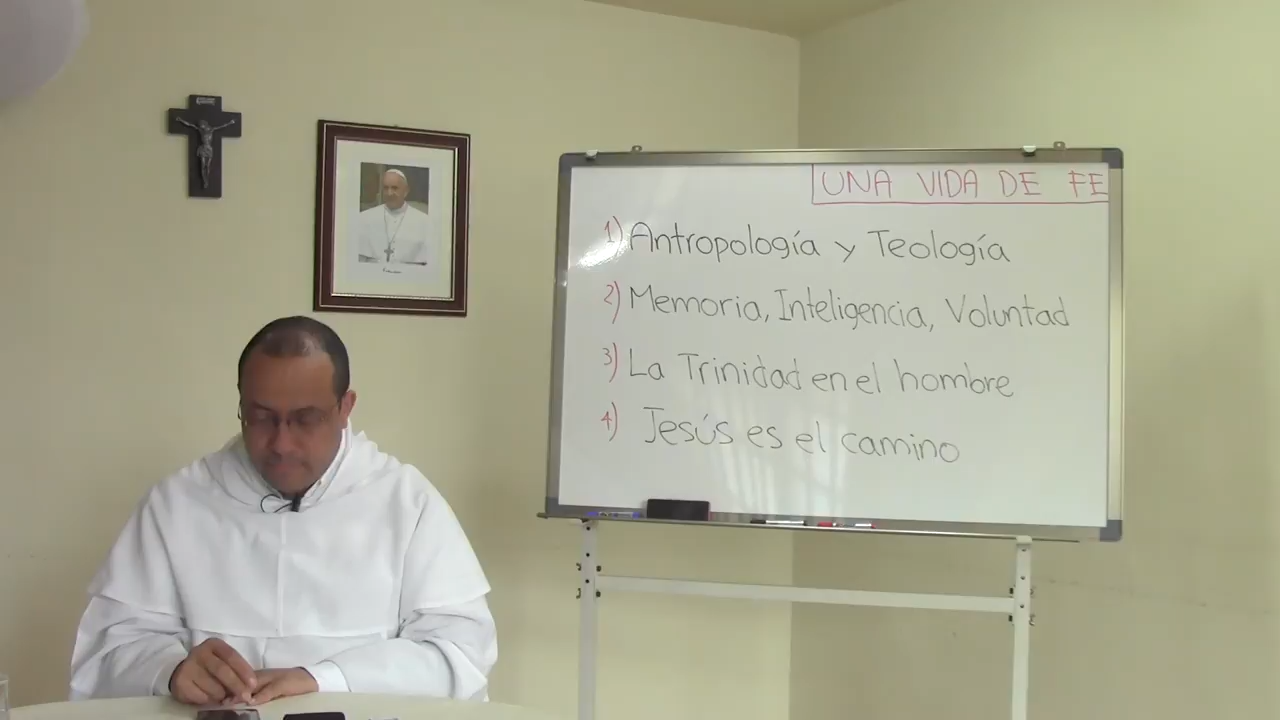 UNA VIDA DE FE
1) Antropología y Teología
2) Memoria, Inteligencia, Voluntad
3) La Trinidad en el hombre
4) Jesús es el camino